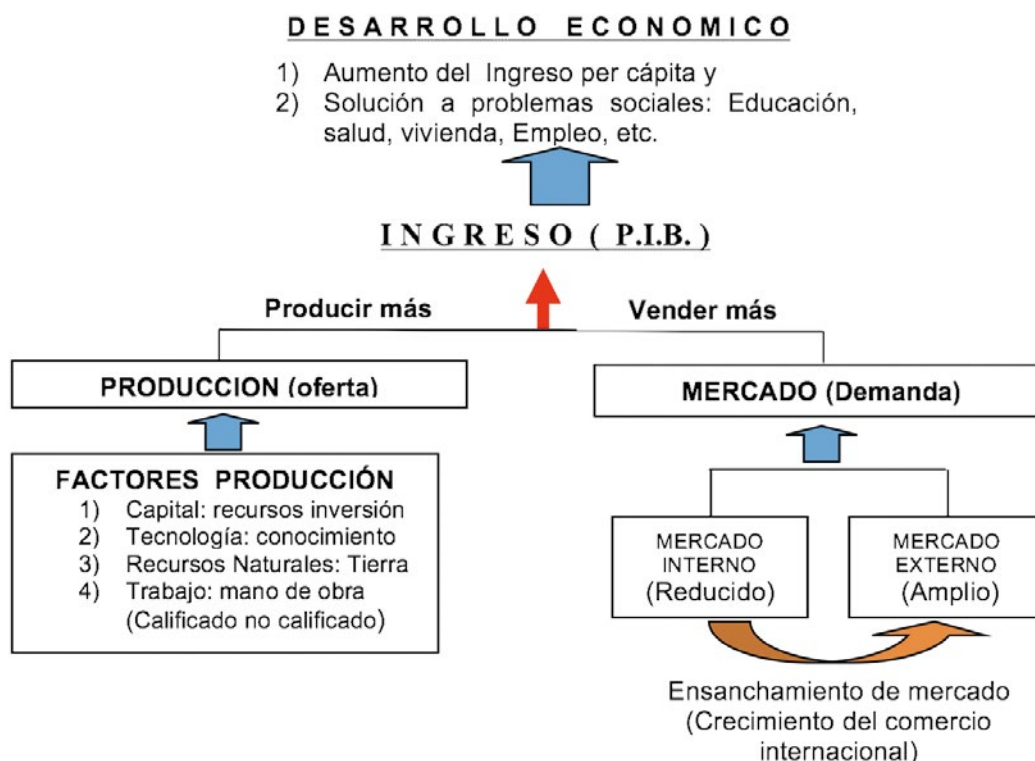 DESARROLLO ECONOMICO
1) Aumento del Ingreso per cápita y
2) Solución a problemas sociales: Educación,
salud, vivienda, Empleo, etc.
INGRESO ( P.I.B. )
Producir más
Vender más
PRODUCCION (oferta)
MERCADO (Demanda)
FACTORES PRODUCCIÓN
1) Capital: recursos inversión
2) Tecnología: conocimiento
3) Recursos Naturales: Tierra
4) Trabajo: mano de obra
(Calificado no calificado)
MERCADO
INTERNO
(Reducido)
MERCADO
EXTERNO
(Amplio)
Ensanchamiento de mercado
(Crecimiento del comercio
internacional)